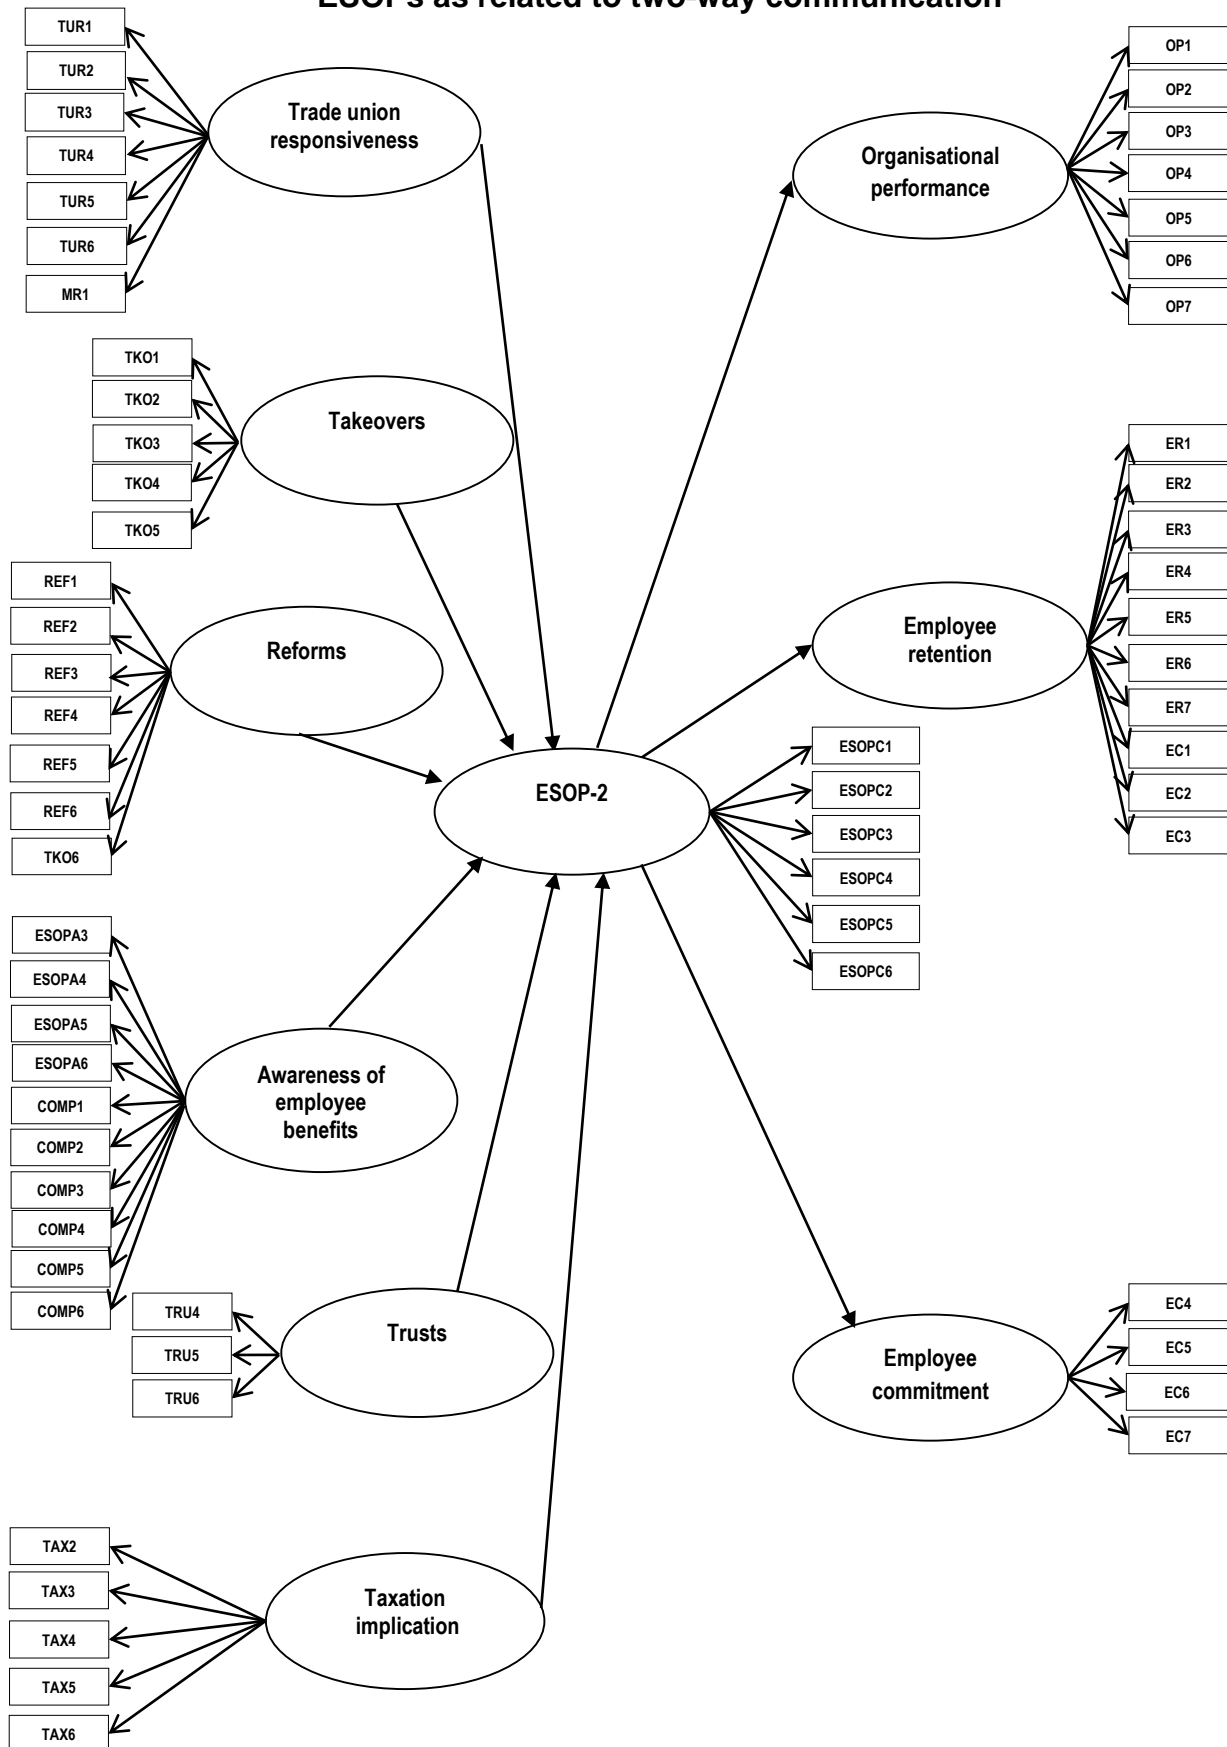 ESOPs as related to two-way communication
TUR1
TUR2
TUR3
TUR4
TUR5
TUR6
MR1
Trade union
responsiveness
OP1
OP2
OP3
OP4
OP5
OP6
OP7
Organisational
performance
TKO1
TKO2
TKO3
TKO4
TKO5
Takeovers
REF1
REF2
REF3
REF4
REF5
REF6
TKO6
Reforms
ER1
ER2
ER3
ER4
ER5
ER6
ER7
EC1
EC2
EC3
Employee
retention
ESOP-2
ESOPC1
ESOPC2
ESOPC3
ESOPC4
ESOPC5
ESOPC6
ESOPA3
ESOPA4
ESOPA5
ESOPA6
COMP1
COMP2
COMP3
COMP4
COMP5
COMP6
Awareness of
employee
benefits
TRU4
TRU5
TRU6
Trusts
Employee
commitment
EC4
EC5
EC6
EC7
TAX2
TAX3
TAX4
TAX5
TAX6
Taxation
implication